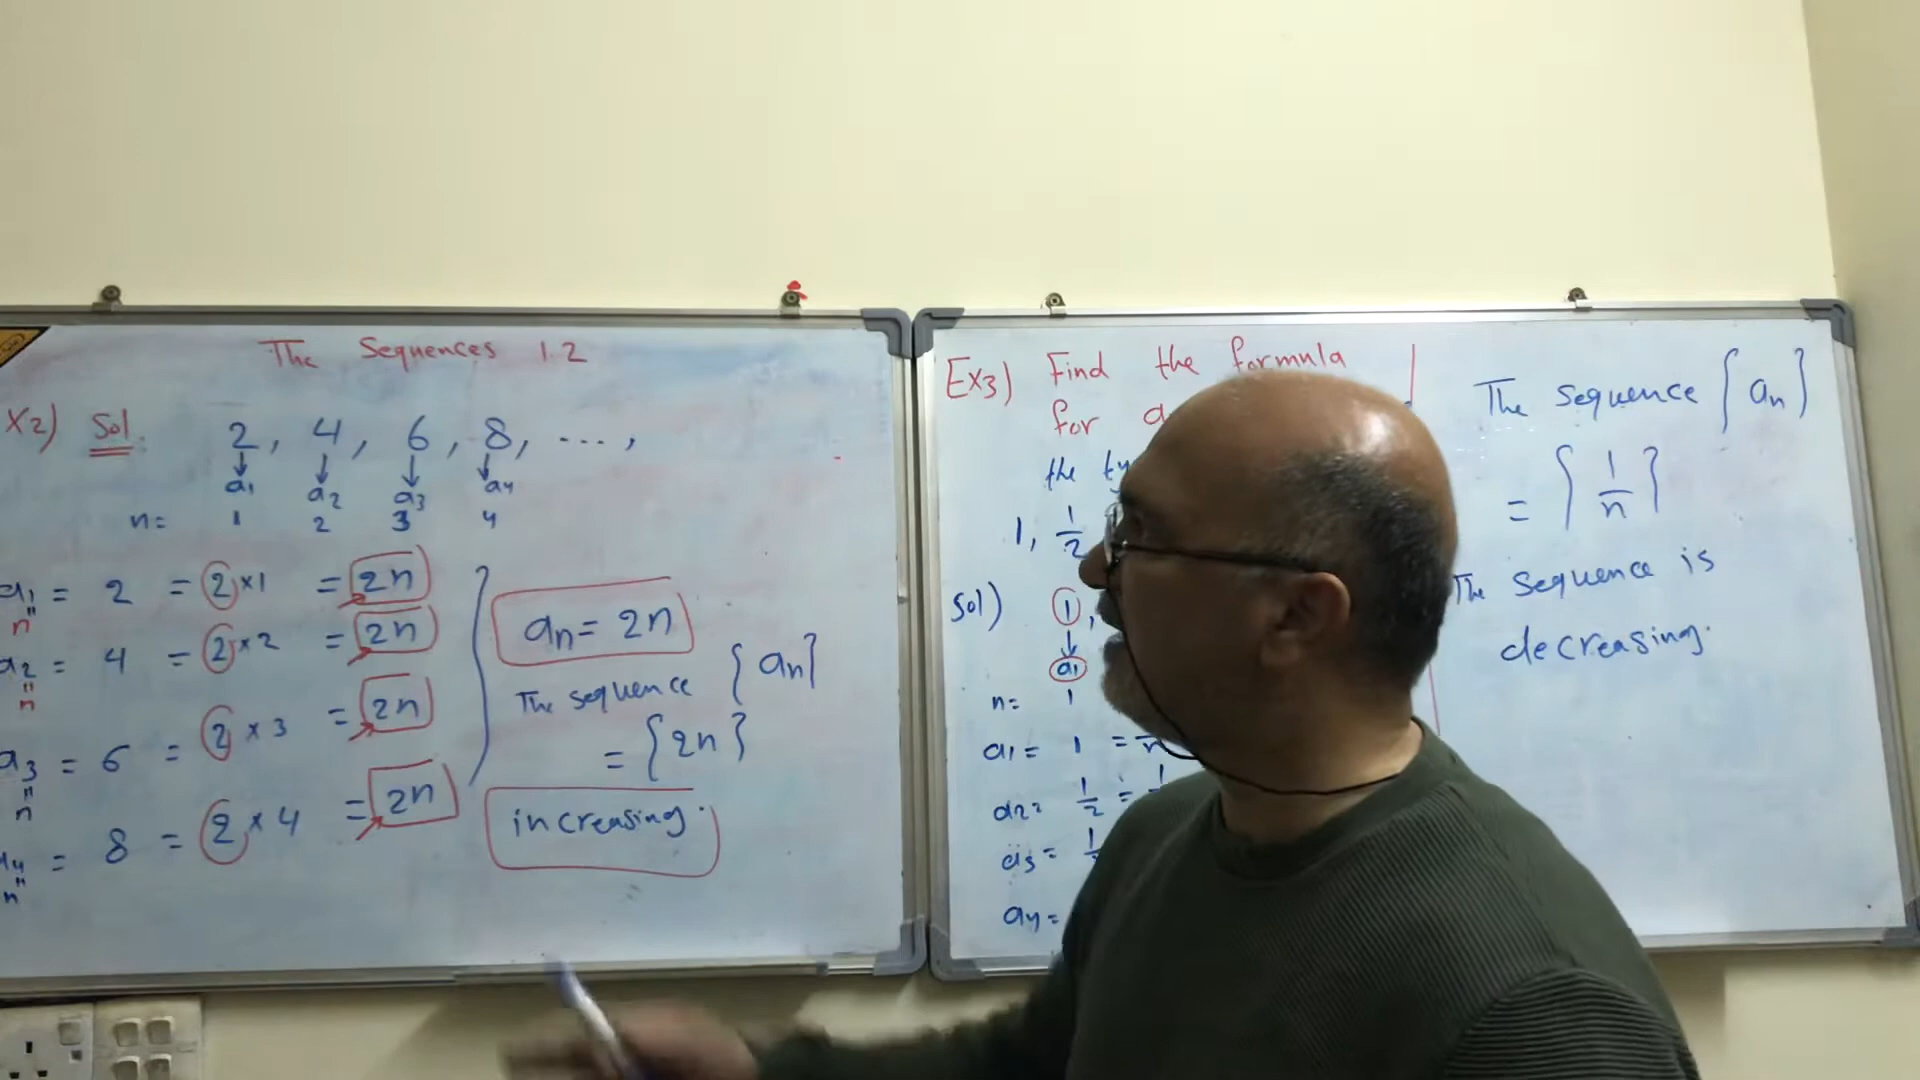 The Sequences 1.2
x2) Sol.
2, 4, 6, 8, ....,
a1 a2 a3 a4
n= 1 2 3 4
a1 = 2 = 2×1 = 2n
"
n
a2 = 4 = 2×2 = 2n
"
n
a3 = 6 = 2×3 = 2n
"
n
a4 = 8 = 2×4 = 2n
"
n
an = 2n
The sequence {an}
= {2n}
increasing.
Ex3) Find the formula
for
the
1, 1/2
Sol) 1,
a1
n= 1
a1 = 1 =
a2= 1/2 =
a3 =
a4 =
The sequence {an}
= {1/n}
The sequence is
decreasing.